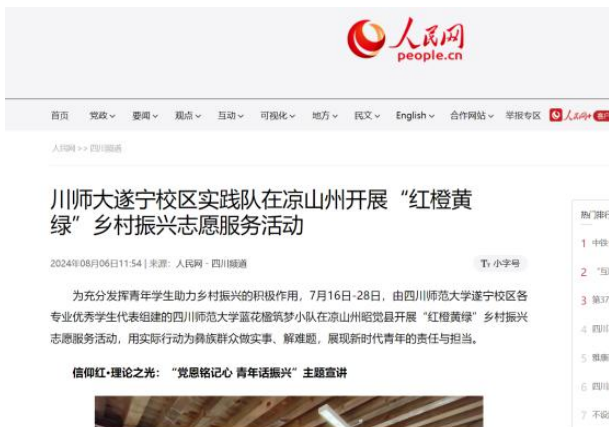 人民网
people.cn
首页 党政 要闻 观点 互动 可视化 地方 民文 English 合作网站 举报专区 人民网+
人民网 >> 四川频道
川师大遂宁校区实践队在凉山州开展“红橙黄
绿”乡村振兴志愿服务活动
热门排行
2024年08月06日11:54 | 来源：人民网-四川频道 小字号
1 中铁
为充分发挥青年学生助力乡村振兴的积极作用，7月16日-28日，由四川师范大学遂宁校区各
2
专业优秀学生代表组建的四川师范大学蓝花楹筑梦小队在凉山州昭觉县开展“红橙黄绿”乡村振兴
3 第37
志愿服务活动，用实际行动为彝族群众做实事、解难题，展现新时代青年的责任与担当。
4 四川
信仰红·理论之光：“党恩铭记心 青年话振兴”主题宣讲
5
6 四川
7